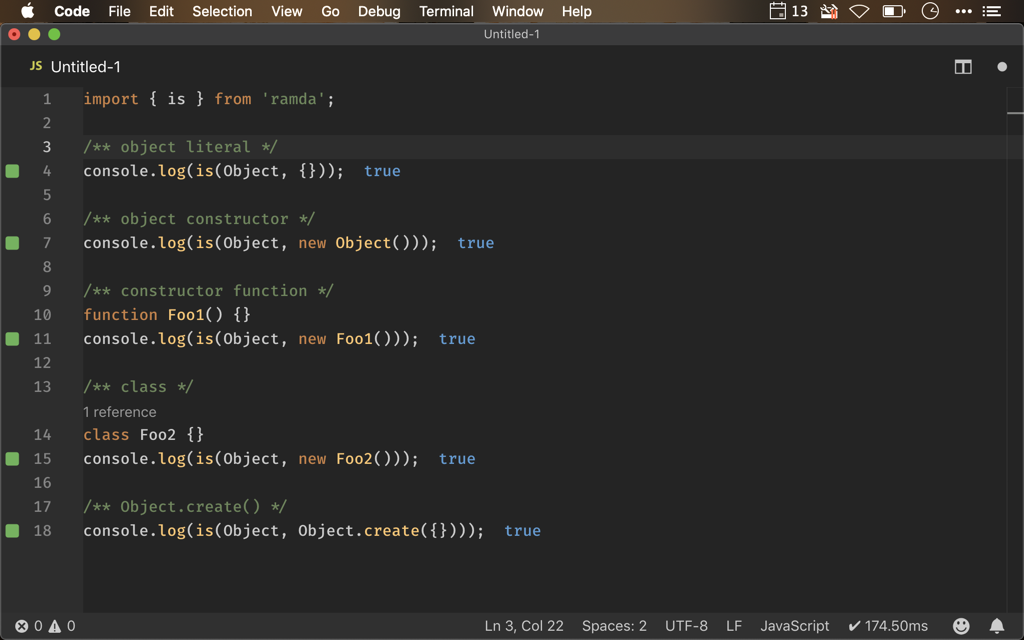 Code File Edit Selection View Go Debug Terminal Window Help 13
Untitled-1
JS Untitled-1
1 import { is } from 'ramda';
2
3 /** object literal */
4 console.log(is(Object, {})); true
5
6 /** object constructor */
7 console.log(is(Object, new Object())); true
8
9 /** constructor function */
10 function Foo1() {}
11 console.log(is(Object, new Foo1())); true
12
13 /** class */
1 reference
14 class Foo2 {}
15 console.log(is(Object, new Foo2())); true
16
17 /** Object.create() */
18 console.log(is(Object, Object.create({}))); true
0 0 Ln 3, Col 22 Spaces: 2 UTF-8 LF JavaScript ✔ 174.50ms